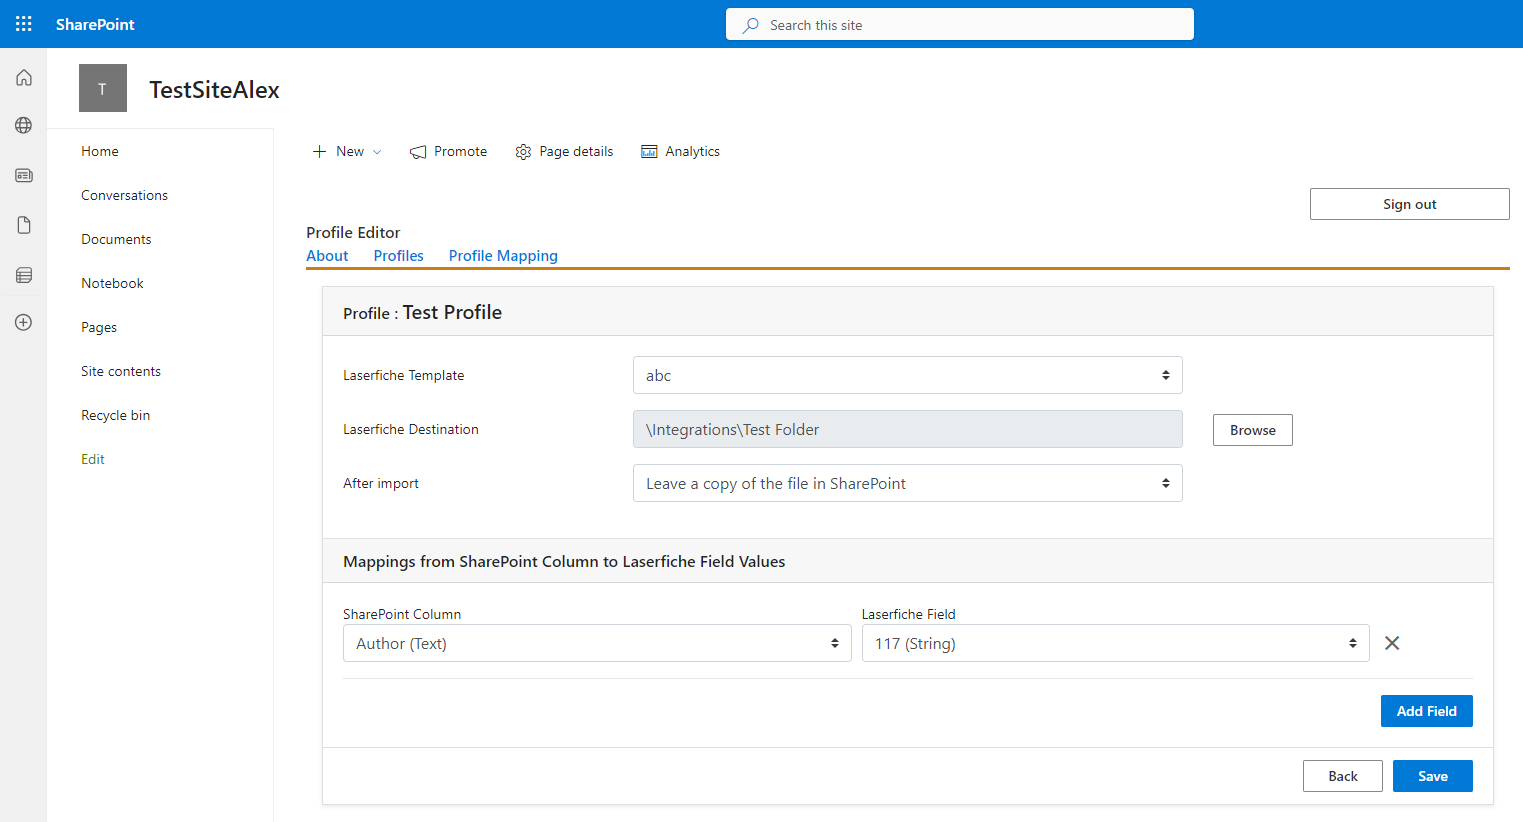 SharePoint
Search this site
T
TestSiteAlex
Home
Conversations
Documents
Notebook
Pages
Site contents
Recycle bin
Edit
New
Promote
Page details
Analytics
Sign out
Profile Editor
About Profiles Profile Mapping
Profile : Test Profile
Laserfiche Template
abc
Laserfiche Destination
\Integrations\Test Folder
Browse
After import
Leave a copy of the file in SharePoint
Mappings from SharePoint Column to Laserfiche Field Values
SharePoint Column
Laserfiche Field
Author (Text)
117 (String)
Add Field
Back
Save